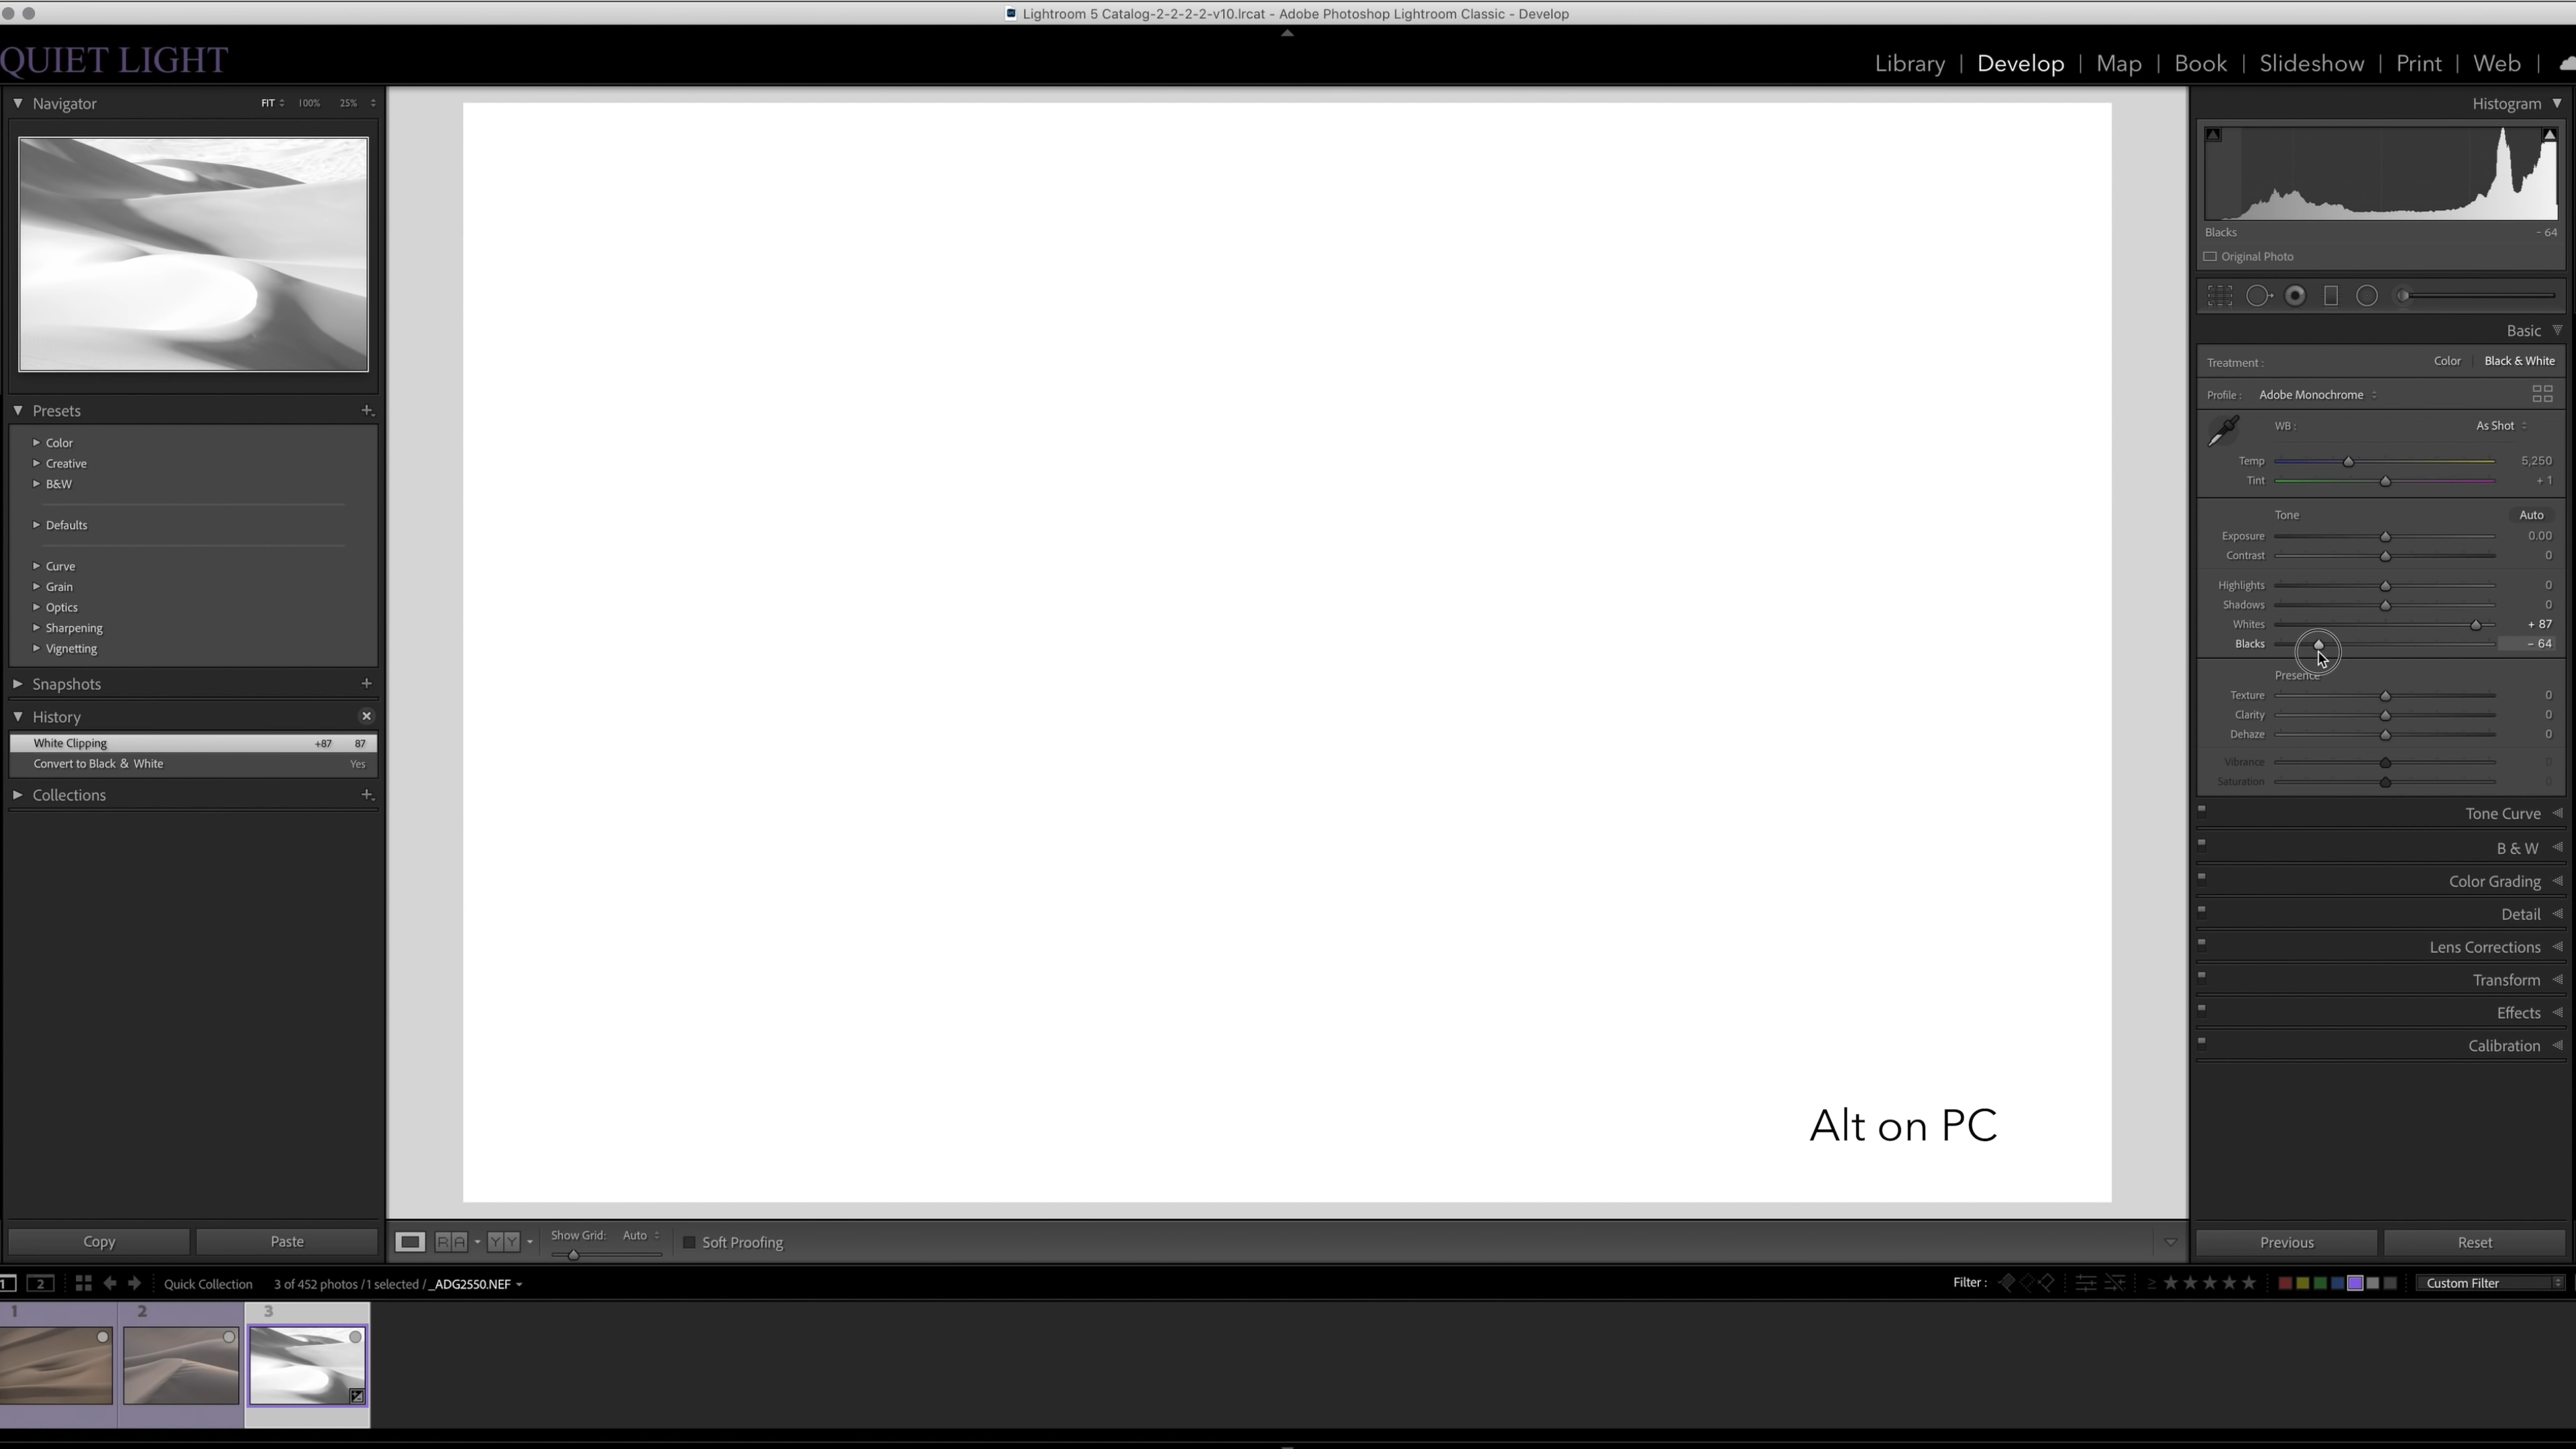 Lightroom 5 Catalog-2-2-2-2-v10.lrcat - Adobe Photoshop Lightroom Classic - Develop
QUIET LIGHT
Library | Develop | Map | Book | Slideshow | Print | Web |
Navigator FIT 100% 25%
Presets
Color
Creative
B&W
Defaults
Curve
Grain
Optics
Sharpening
Vignetting
Snapshots
History
White Clipping +87 87
Convert to Black & White Yes
Collections
Copy Paste
Alt on PC
Show Grid: Auto Soft Proofing
Histogram
Blacks - 64
Original Photo
Basic
Treatment : Color Black & White
Profile : Adobe Monochrome
WB : As Shot
Temp 5,250
Tint + 1
Tone Auto
Exposure 0.00
Contrast 0
Highlights 0
Shadows 0
Whites + 87
Blacks - 64
Presence
Texture 0
Clarity 0
Dehaze 0
Vibrance 0
Saturation 0
Tone Curve
B & W
Color Grading
Detail
Lens Corrections
Transform
Effects
Calibration
Previous Reset
1 2 Quick Collection 3 of 452 photos /1 selected /_ADG2550.NEF Filter : ≥ Custom Filter
1 2 3